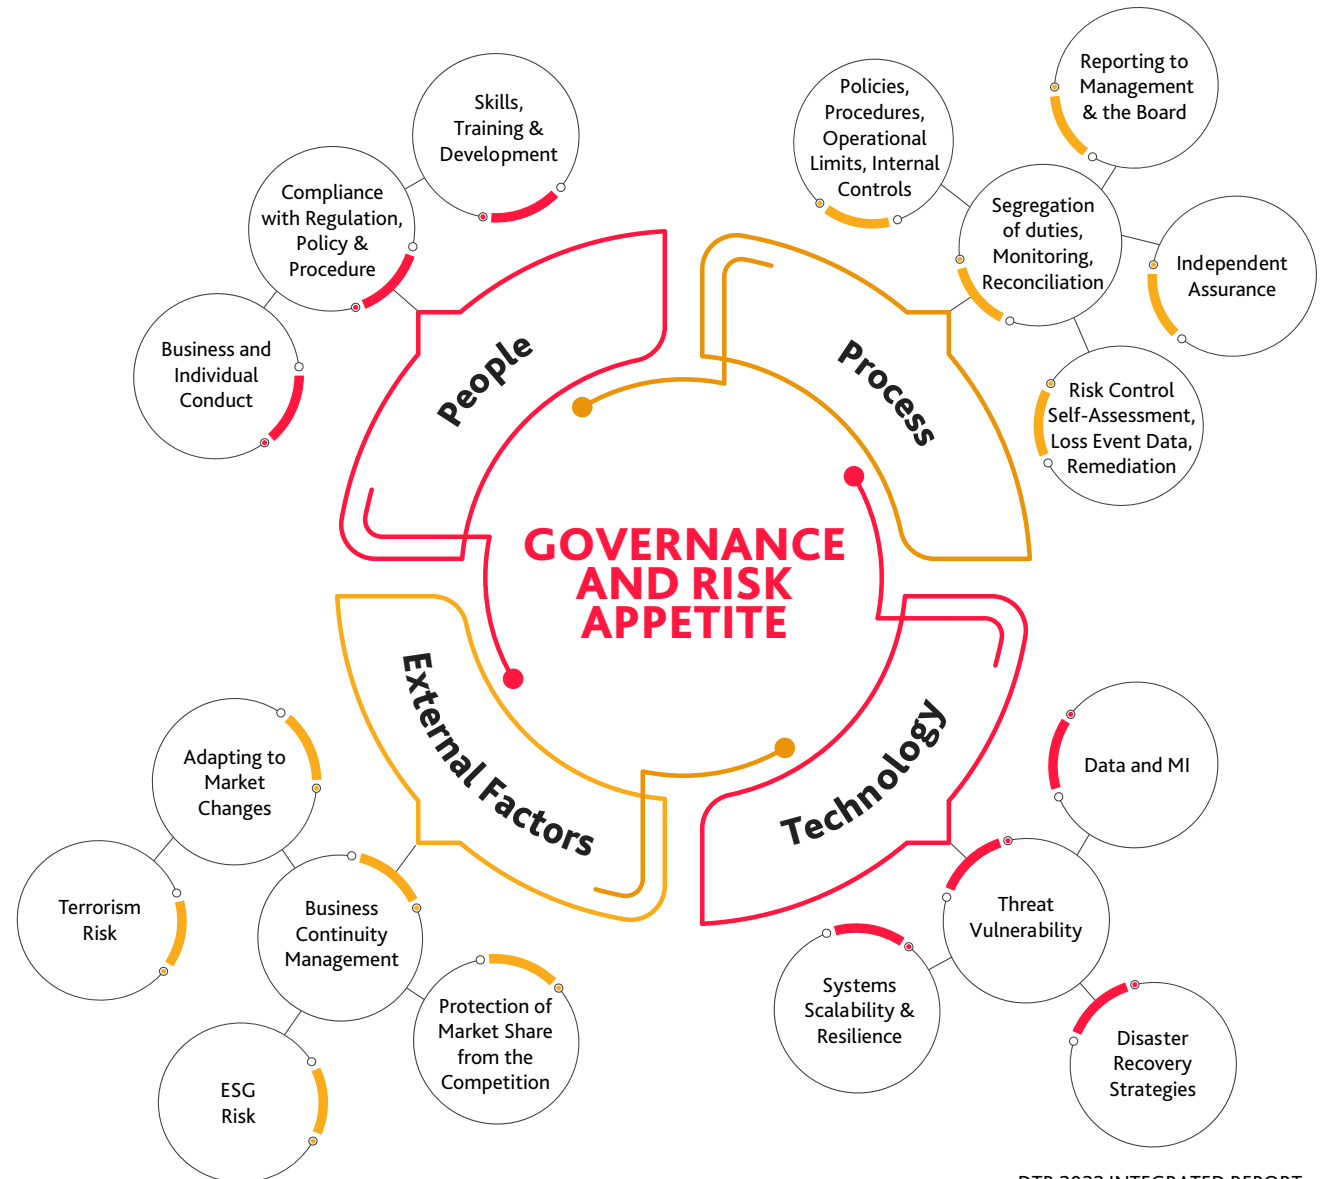 Skills,
Training &
Development
Compliance
with Regulation,
Policy &
Procedure
Business and
Individual
Conduct
People
Policies,
Procedures,
Operational
Limits, Internal
Controls
Reporting to
Management
& the Board
Segregation
of duties,
Monitoring,
Reconciliation
Independent
Assurance
Risk Control
Self-Assessment,
Loss Event Data,
Remediation
Process
GOVERNANCE
AND RISK
APPETITE
External Factors
Adapting to
Market
Changes
Terrorism
Risk
Business
Continuity
Management
Protection of
Market Share
from the
Competition
ESG
Risk
Technology
Data and MI
Threat
Vulnerability
Systems
Scalability &
Resilience
Disaster
Recovery
Strategies
INTEGRATED REPORT